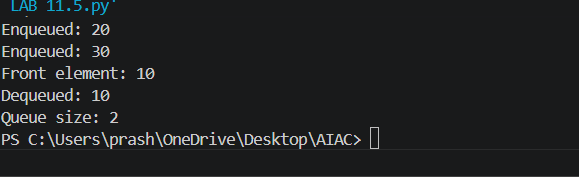 LAB 11.5.py'
Enqueued: 20
Enqueued: 30
Front element: 10
Dequeued: 10
Queue size: 2
PS C:\Users\prash\OneDrive\Desktop\AIAC>